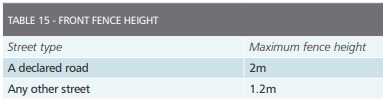 TABLE 15 - FRONT FENCE HEIGHT
Street type Maximum fence height
A declared road 2m
Any other street 1.2m